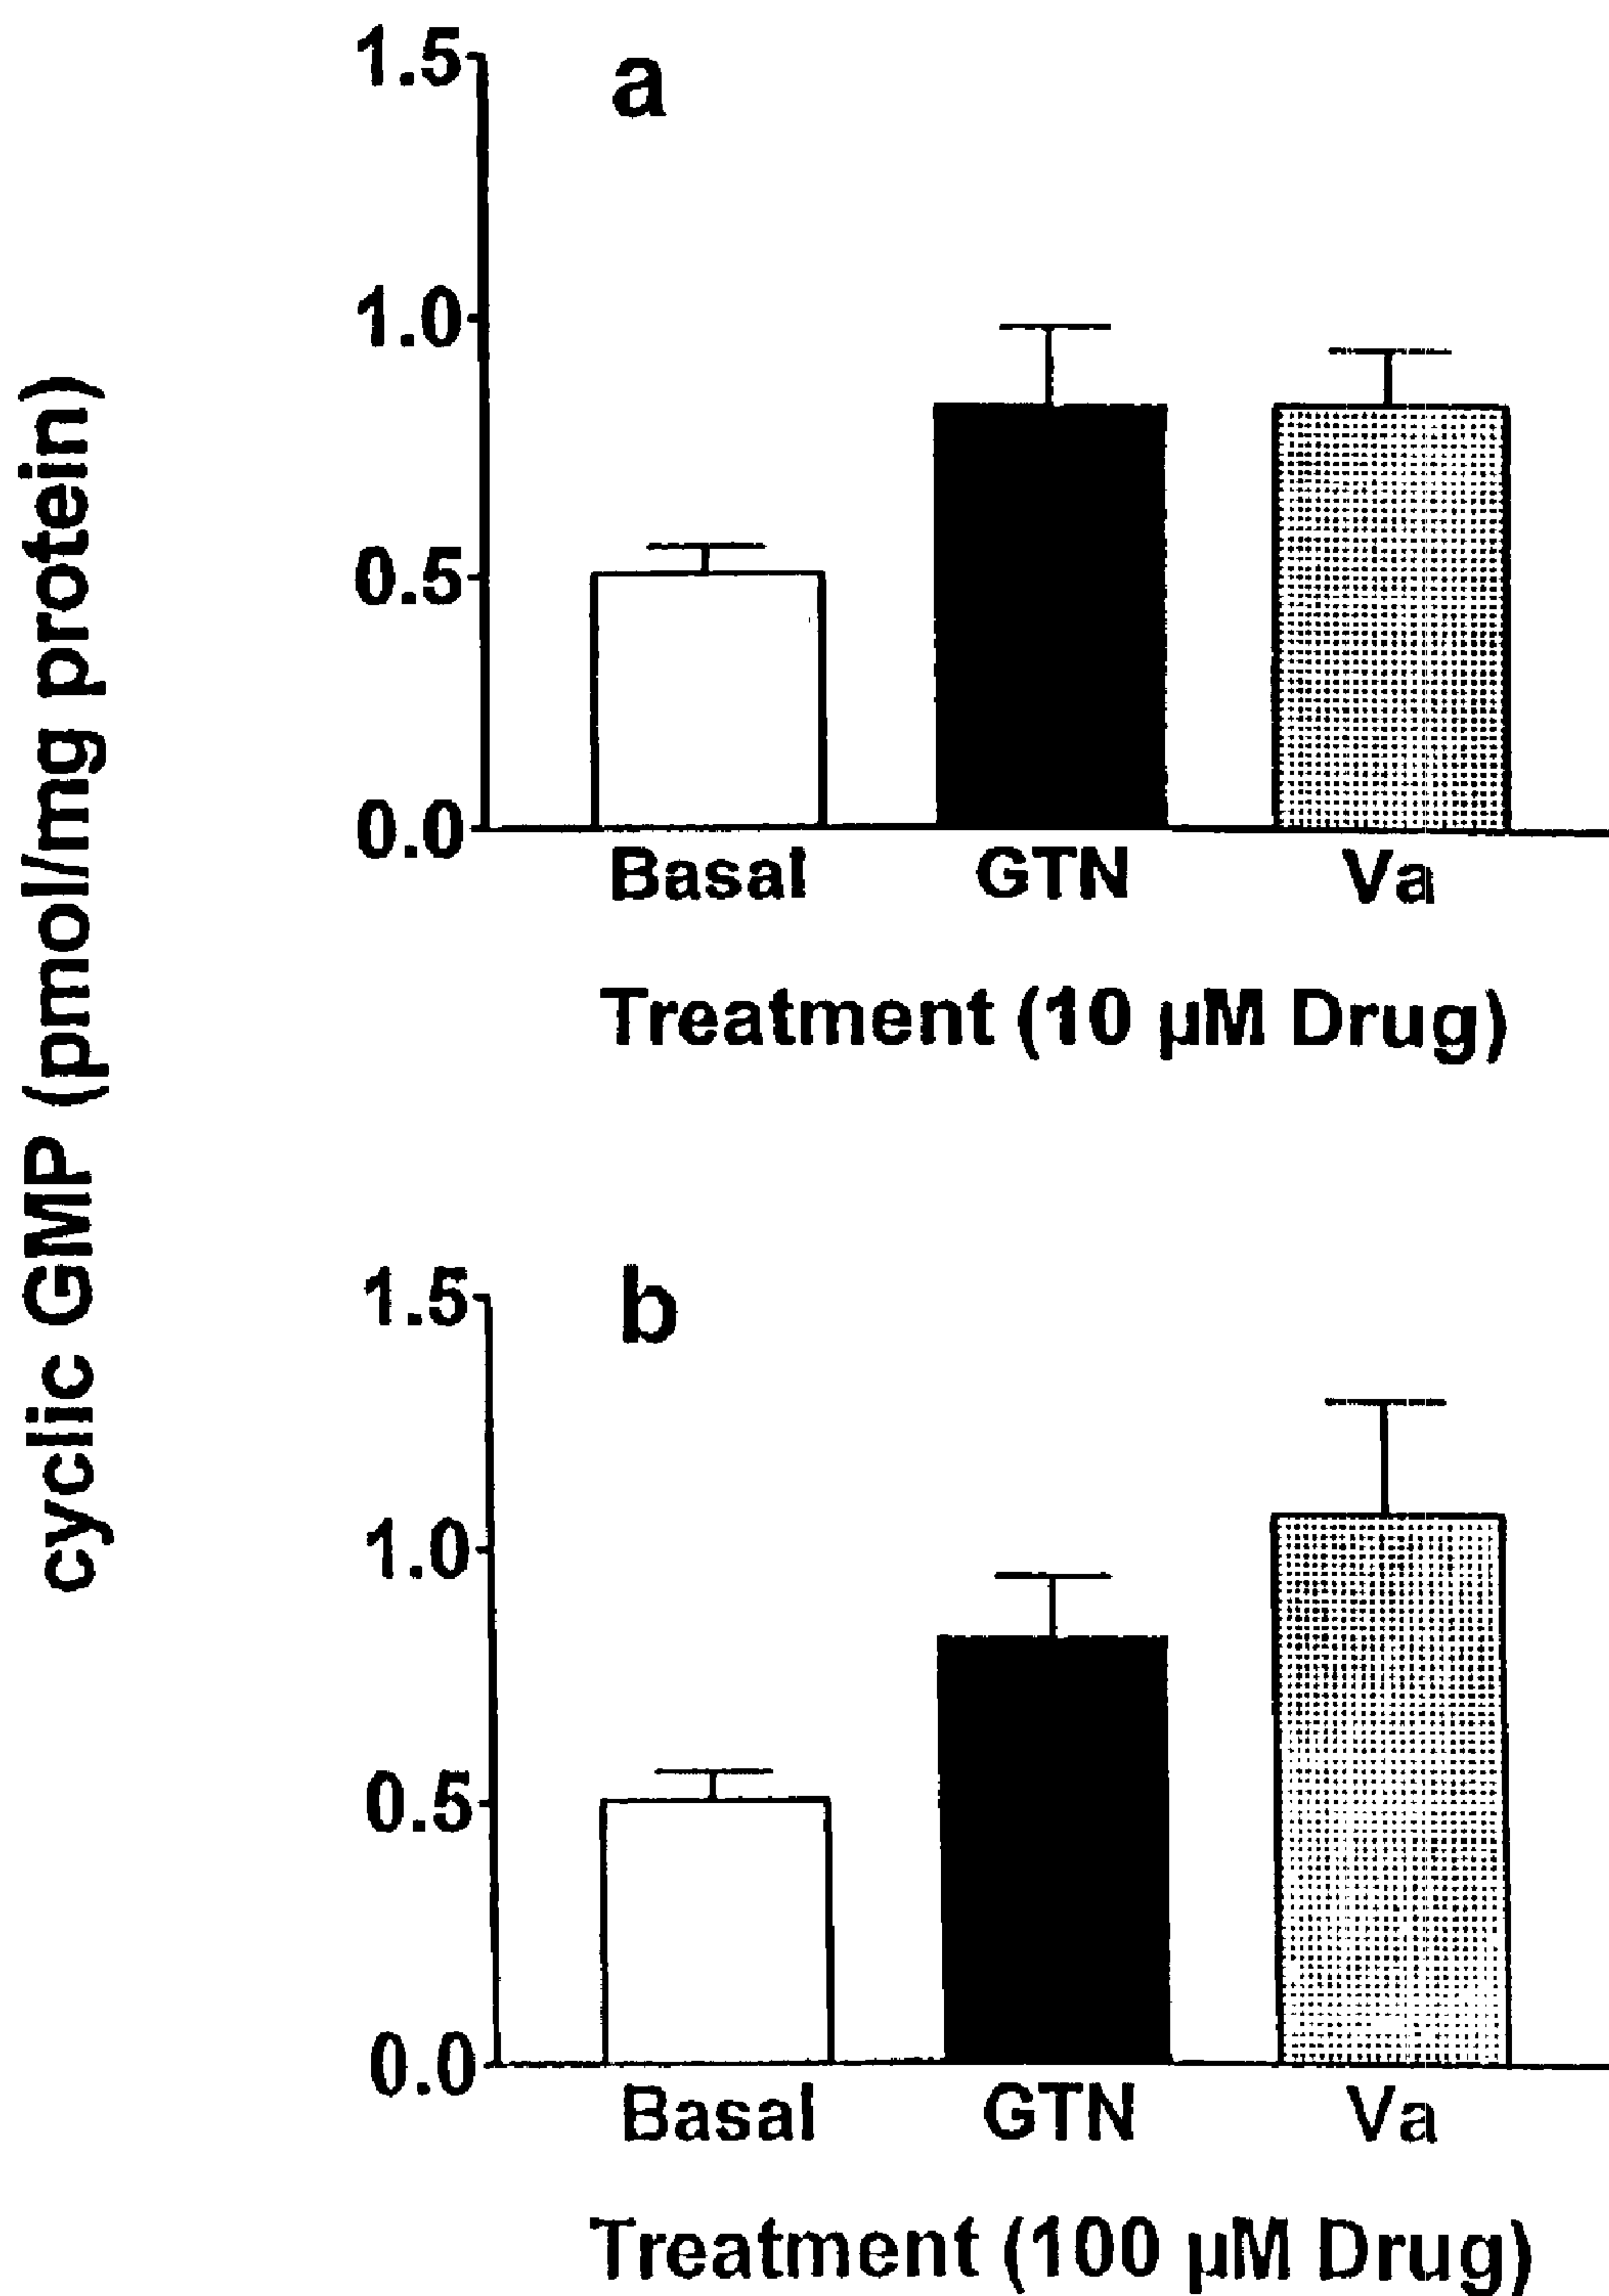 cyclic GMP (pmol/mg protein)
a
1.5
1.0
0.5
0.0
Basal GTN Va
Treatment (10 µM Drug)
b
1.5
1.0
0.5
0.0
Basal GTN Va
Treatment (100 µM Drug)